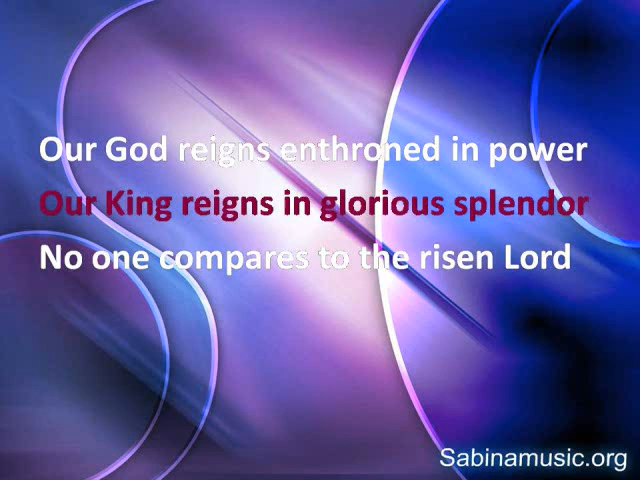 Our God reigns enthroned in power
Our King reigns in glorious splendor
No one compares to the risen Lord
Sabinamusic.org